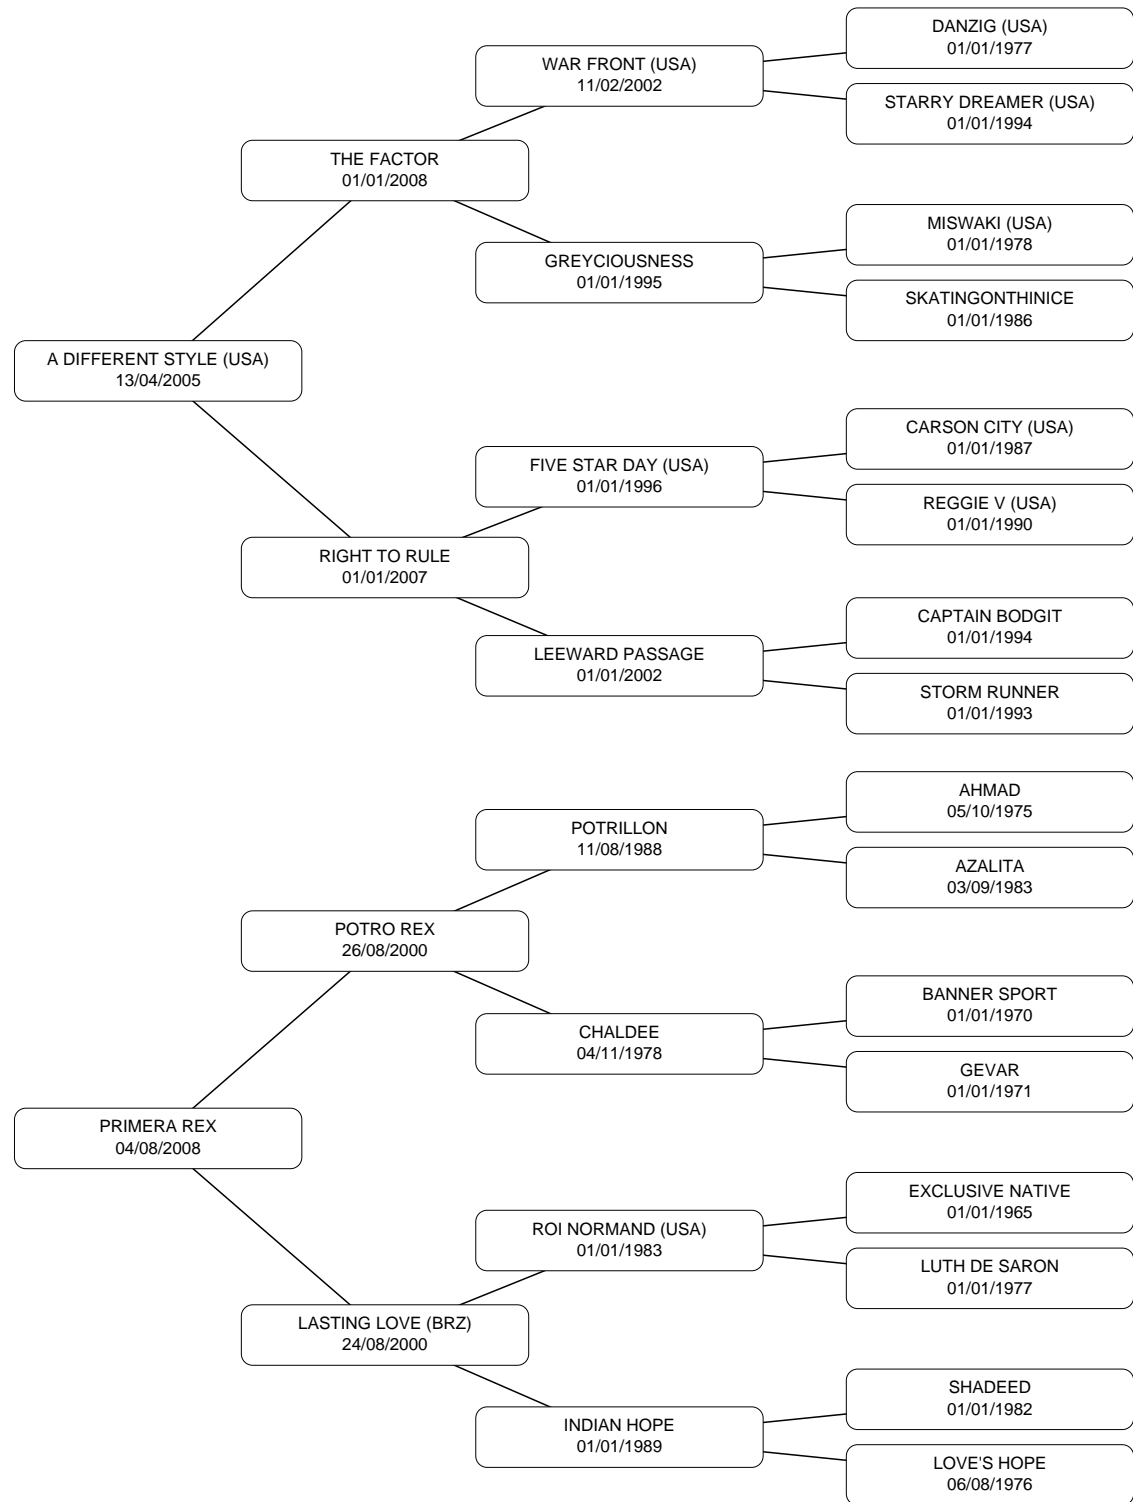 DANZIG (USA)
01/01/1977
WAR FRONT (USA)
11/02/2002
STARRY DREAMER (USA)
01/01/1994
THE FACTOR
01/01/2008
MISWAKI (USA)
01/01/1978
GREYCIOUSNESS
01/01/1995
SKATINGONTHINICE
01/01/1986
A DIFFERENT STYLE (USA)
13/04/2005
CARSON CITY (USA)
01/01/1987
FIVE STAR DAY (USA)
01/01/1996
REGGIE V (USA)
01/01/1990
RIGHT TO RULE
01/01/2007
CAPTAIN BODGIT
01/01/1994
LEEWARD PASSAGE
01/01/2002
STORM RUNNER
01/01/1993
AHMAD
05/10/1975
POTRILLON
11/08/1988
AZALITA
03/09/1983
POTRO REX
26/08/2000
BANNER SPORT
01/01/1970
CHALDEE
04/11/1978
GEVAR
01/01/1971
PRIMERA REX
04/08/2008
EXCLUSIVE NATIVE
01/01/1965
ROI NORMAND (USA)
01/01/1983
LUTH DE SARON
01/01/1977
LASTING LOVE (BRZ)
24/08/2000
SHADEED
01/01/1982
INDIAN HOPE
01/01/1989
LOVE'S HOPE
06/08/1976